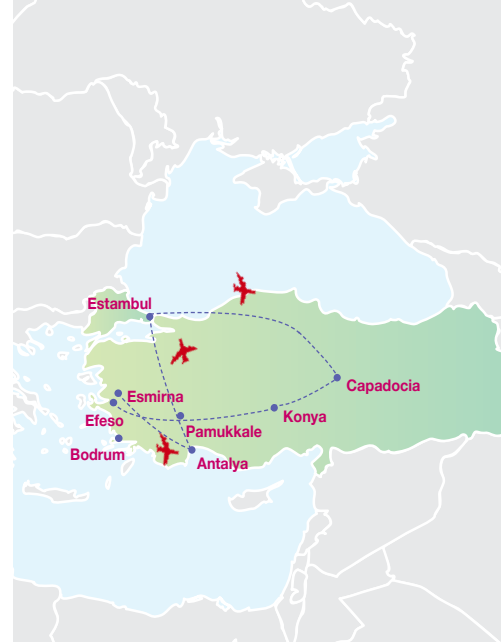 Estambul
Capadocia
Esmirna
Konya
Efeso
Pamukkale
Bodrum
Antalya